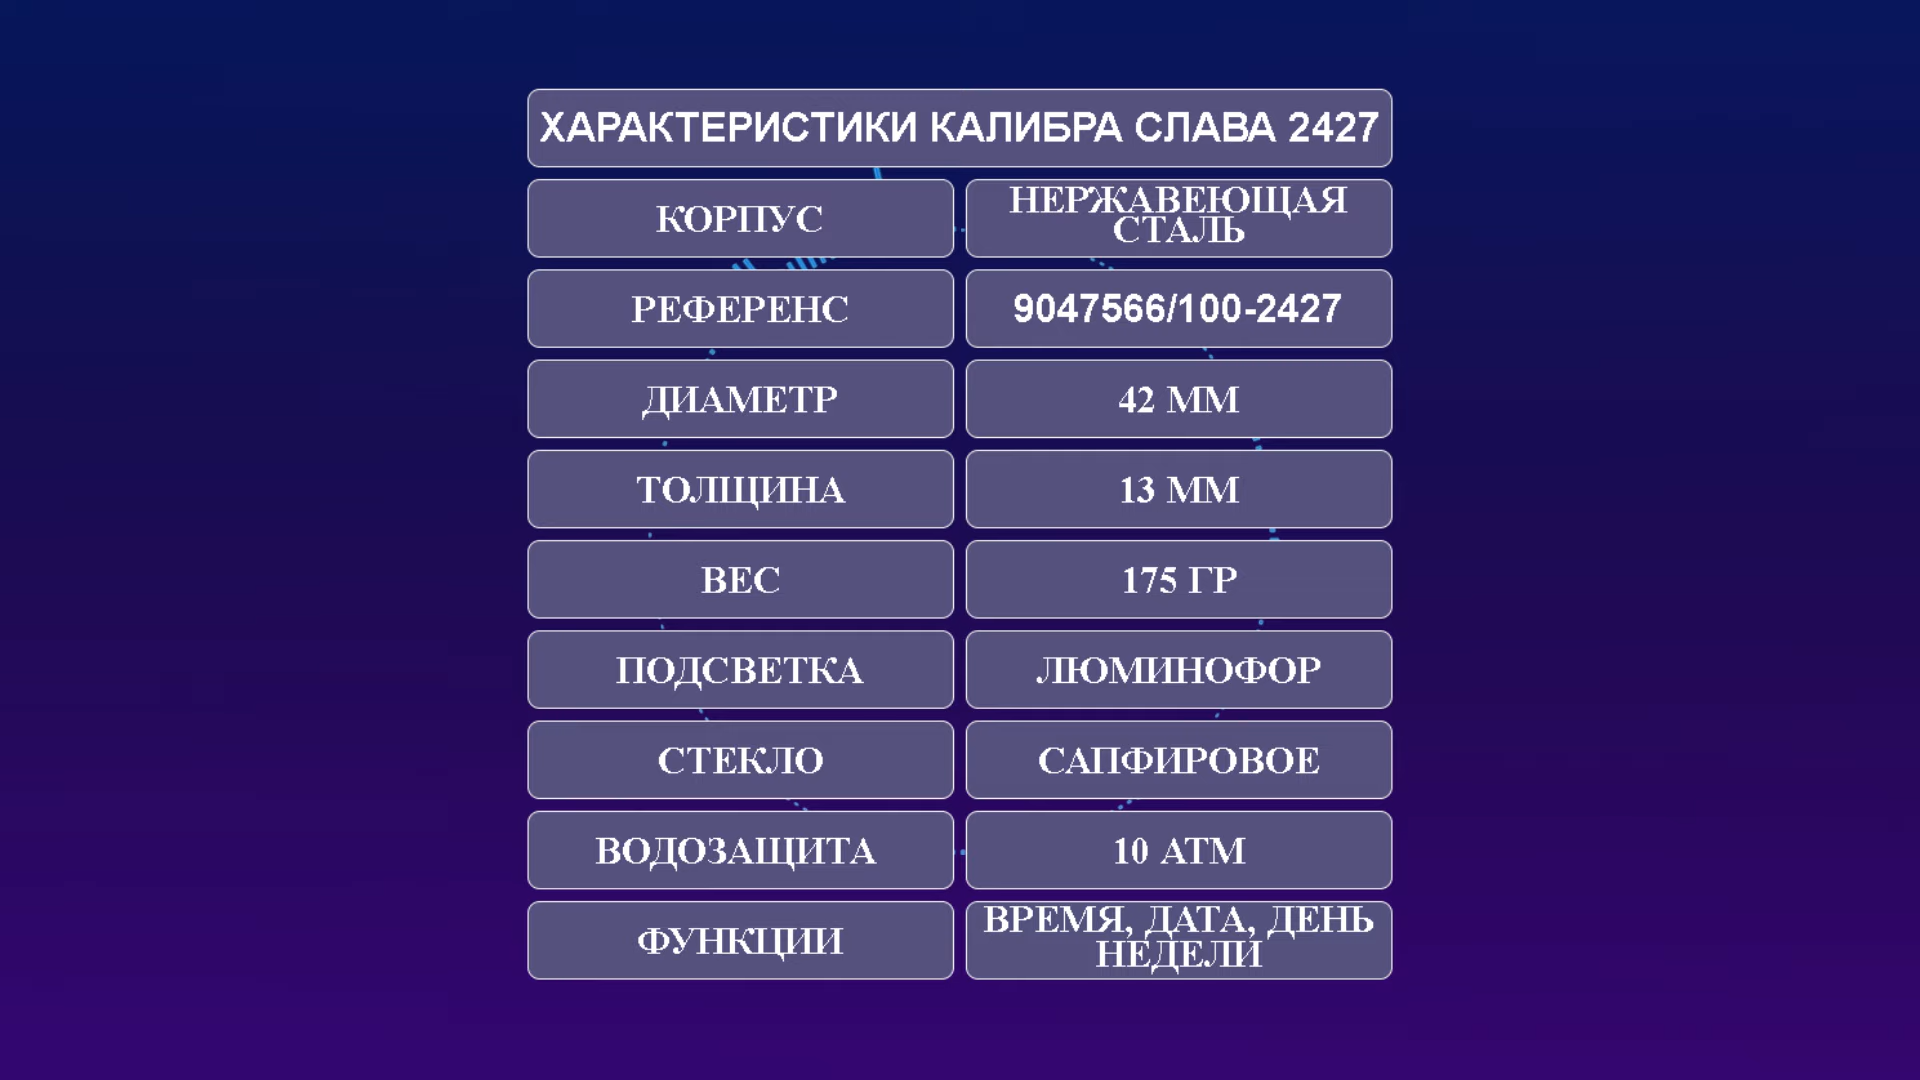 ХАРАКТЕРИСТИКИ КАЛИБРА СЛАВА 2427
КОРПУС
НЕРЖАВЕЮЩАЯ
СТАЛЬ
РЕФЕРЕНС
9047566/100-2427
ДИАМЕТР
42 ММ
ТОЛЩИНА
13 ММ
ВЕС
175 ГР
ПОДСВЕТКА
ЛЮМИНОФОР
СТЕКЛО
САПФИРОВОЕ
ВОДОЗАЩИТА
10 АТМ
ФУНКЦИИ
ВРЕМЯ, ДАТА, ДЕНЬ
НЕДЕЛИ